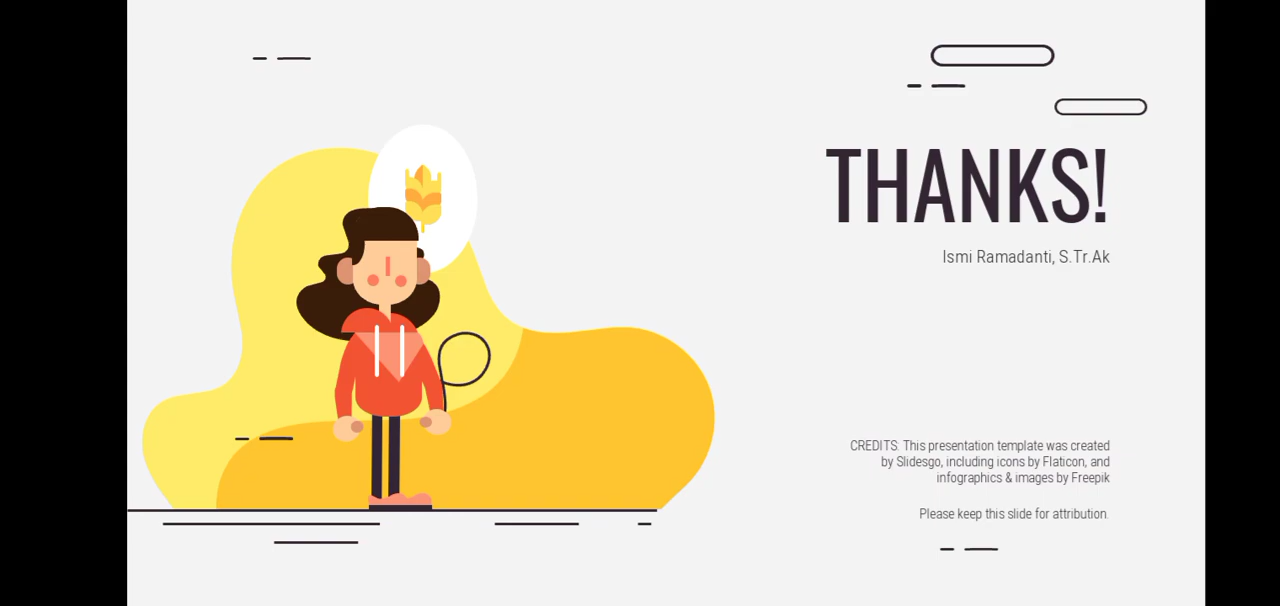 THANKS!
Ismi Ramadanti, S.Tr.Ak
CREDITS: This presentation template was created
by Slidesgo, including icons by Flaticon, and
infographics & images by Freepik
Please keep this slide for attribution.